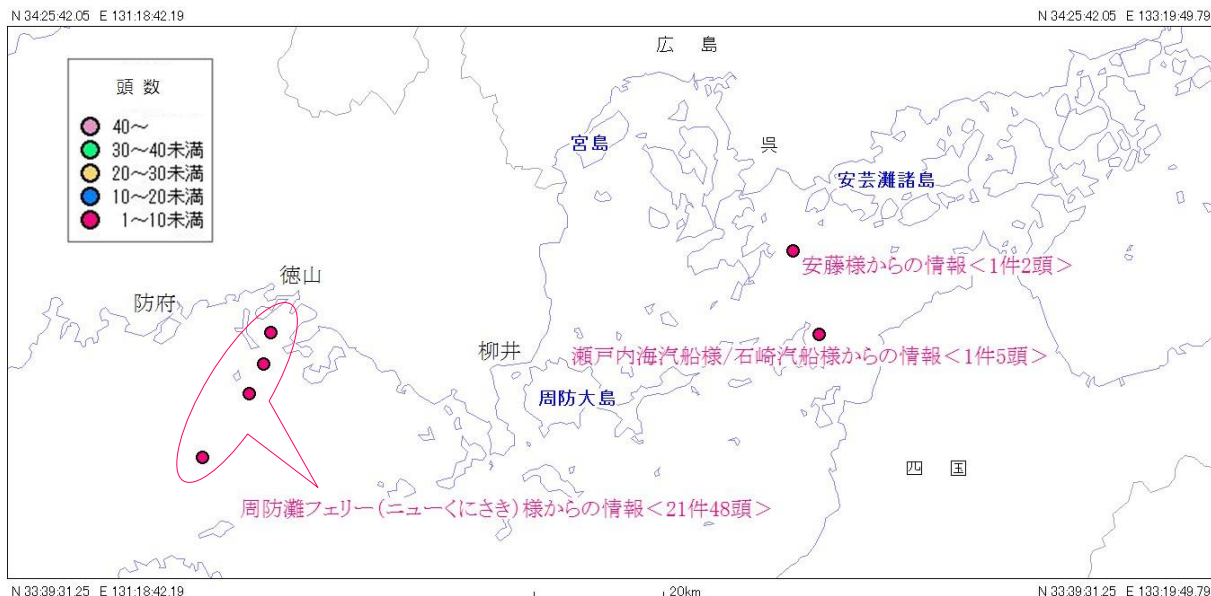 N 34:25:42.05 E 131:18:42.19
N 34:25:42.05 E 133:19:49.79
広 島
頭 数
40～
30～40未満
20～30未満
10～20未満
1～10未満
宮島
呉
安芸灘諸島
安藤様からの情報＜1件2頭＞
徳山
防府
柳井
瀬戸内海汽船様/石崎汽船様からの情報＜1件5頭＞
周防大島
四 国
周防灘フェリー(ニューくにさき)様からの情報＜21件48頭＞
N 33:39:31.25 E 131:18:42.19
20km
N 33:39:31.25 E 133:19:49.79